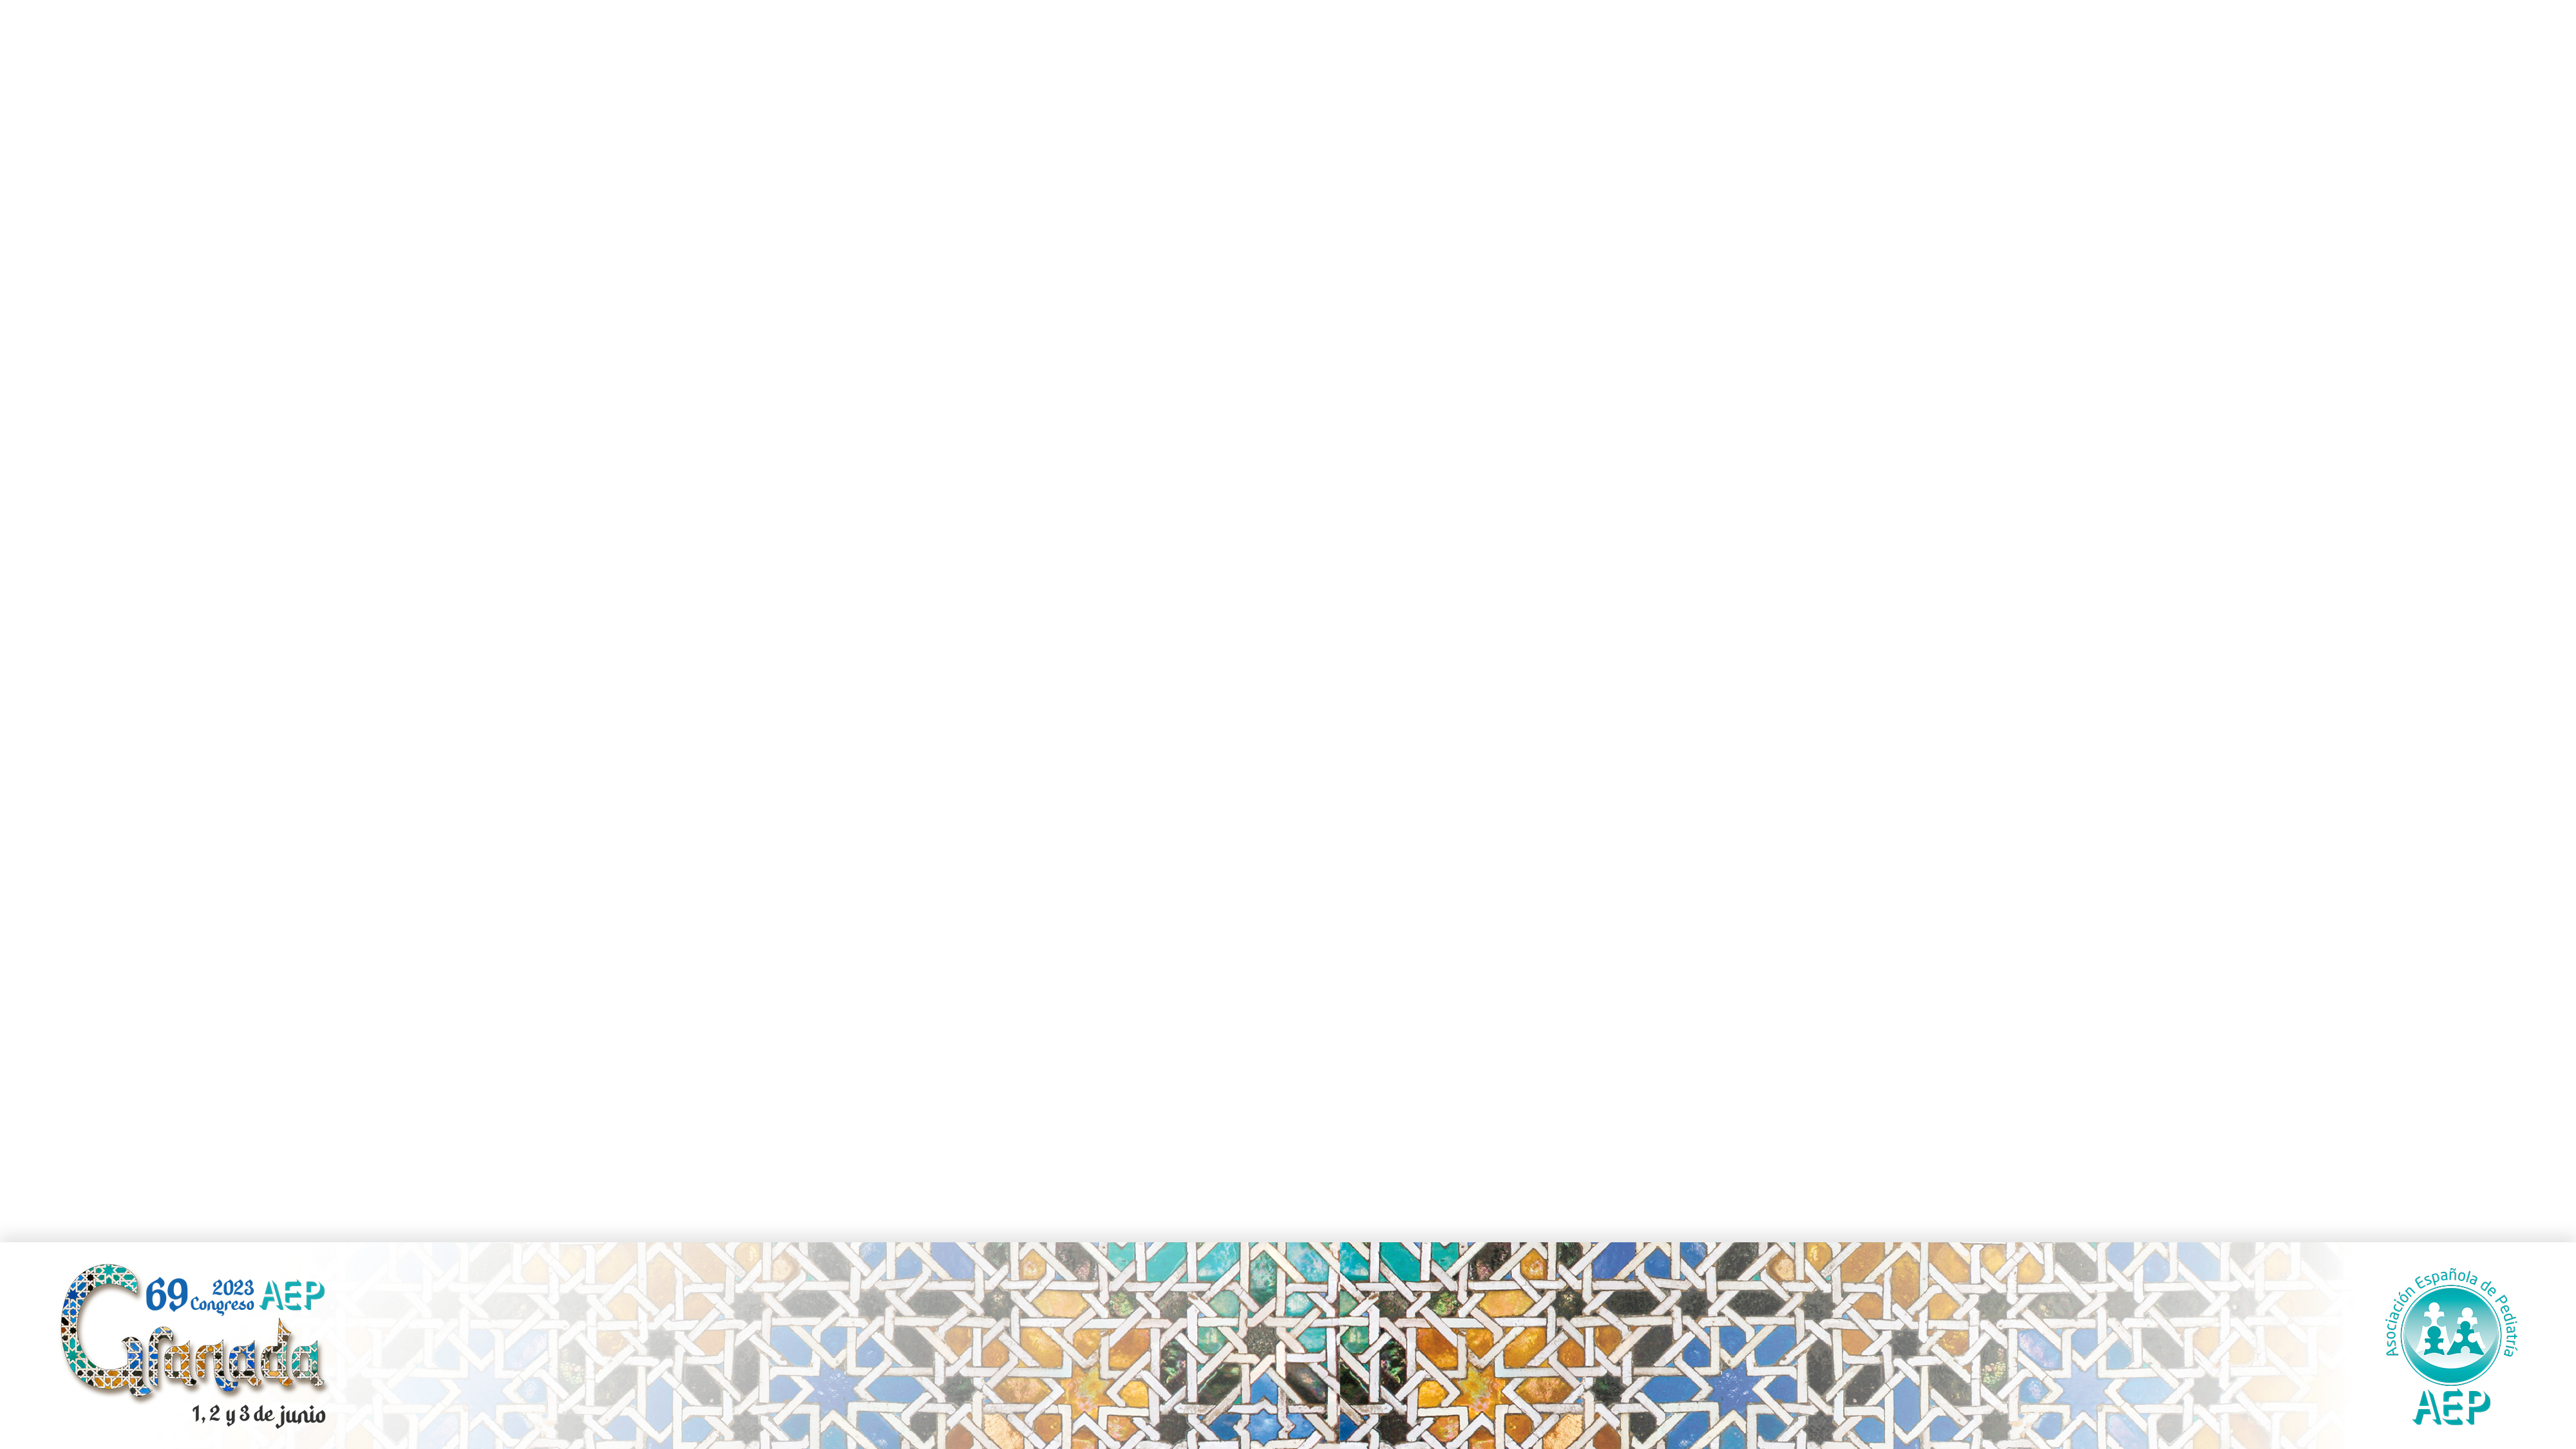 69 2023 Congreso AEP
Granada
1, 2 y 3 de junio
Asociación Española de Pediatría
AEP